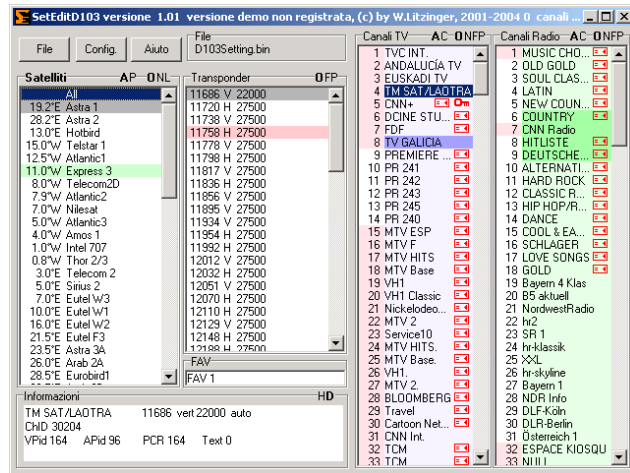 SetEditD103 versione 1.01 versione demo non registrata, (c) by W.Litzinger, 2001-2004 0 canali ...
File Config. Aiuto
File
D103Setting.bin
Satelliti AP ONL
All
19.2°E Astra 1
28.2°E Astra 2
13.0°E Hotbird
15.0°W Telstar 1
12.5°W Atlantic1
11.0°W Express 3
8.0°W Telecom2D
7.9°W Atlantic2
7.0°W Nilesat
5.0°W Atlantic3
4.0°W Amos 1
1.0°W Intel 707
0.8°W Thor 2/3
3.0°E Telecom 2
5.0°E Sirius 2
7.0°E Eutel W3
10.0°E Eutel W1
16.0°E Eutel W2
21.5°E Eutel F3
23.5°E Astra 3A
26.0°E Arab 2A
28.5°E Eurobird1
Transponder OFP
11686 V 22000
11720 H 27500
11738 V 27500
11758 H 27500
11778 V 27500
11798 H 27500
11817 V 27500
11836 H 27500
11856 V 27500
11895 V 27500
11934 V 27500
11954 H 27500
11992 H 27500
12012 V 27500
12032 H 27500
12051 V 27500
12070 H 27500
12110 H 27500
12129 V 27500
12148 H 27500
12188 H 27500
FAV
FAV 1
Informazioni HD
TM SAT/LAOTRA 11686 vert 22000 auto
ChID 30204
VPid 164 APid 96 PCR 164 Text 0
Canali TV AC ONFP
1 TVC INT.
2 ANDALUCÍA TV
3 EUSKADI TV
4 TM SAT/LAOTRA
5 CNN+
6 DCINE STU...
7 FDF
8 TV GALICIA
9 PREMIERE ...
10 PR 241
11 PR 242
12 PR 243
13 PR 245
14 PR 240
15 MTV ESP
16 MTV F
17 MTV HITS
18 MTV Base
19 VH1
20 VH1 Classic
21 Nickelodeo...
22 MTV 2
23 Service10
24 MTV HITS.
25 MTV Base.
26 VH1.
27 MTV 2.
28 BLOOMBERG
29 Travel
30 Cartoon Net...
31 CNN Int.
32 TCM
33 TCM
Canali Radio AC ONFP
1 MUSIC CHO...
2 OLD GOLD
3 SOUL CLAS...
4 LATIN
5 NEW COUN...
6 COUNTRY
7 CNN Radio
8 HITLISTE
9 DEUTSCHE...
10 ALTERNATI...
11 HARD ROCK
12 CLASSIC R...
13 HIP HOP/R...
14 DANCE
15 COOL & EA...
16 SCHLAGER
17 LOVE SONGS
18 GOLD
19 Bayern 4 Klas
20 B5 aktuell
21 NordwestRadio
22 hr2
23 SR 1
24 hr-klassik
25 XXL
26 hr-skyline
27 Bayern 1
28 NDR Info
29 DLF-Köln
30 DLR-Berlin
31 Österreich 1
32 ESPACE KIOSQU
33 NULL